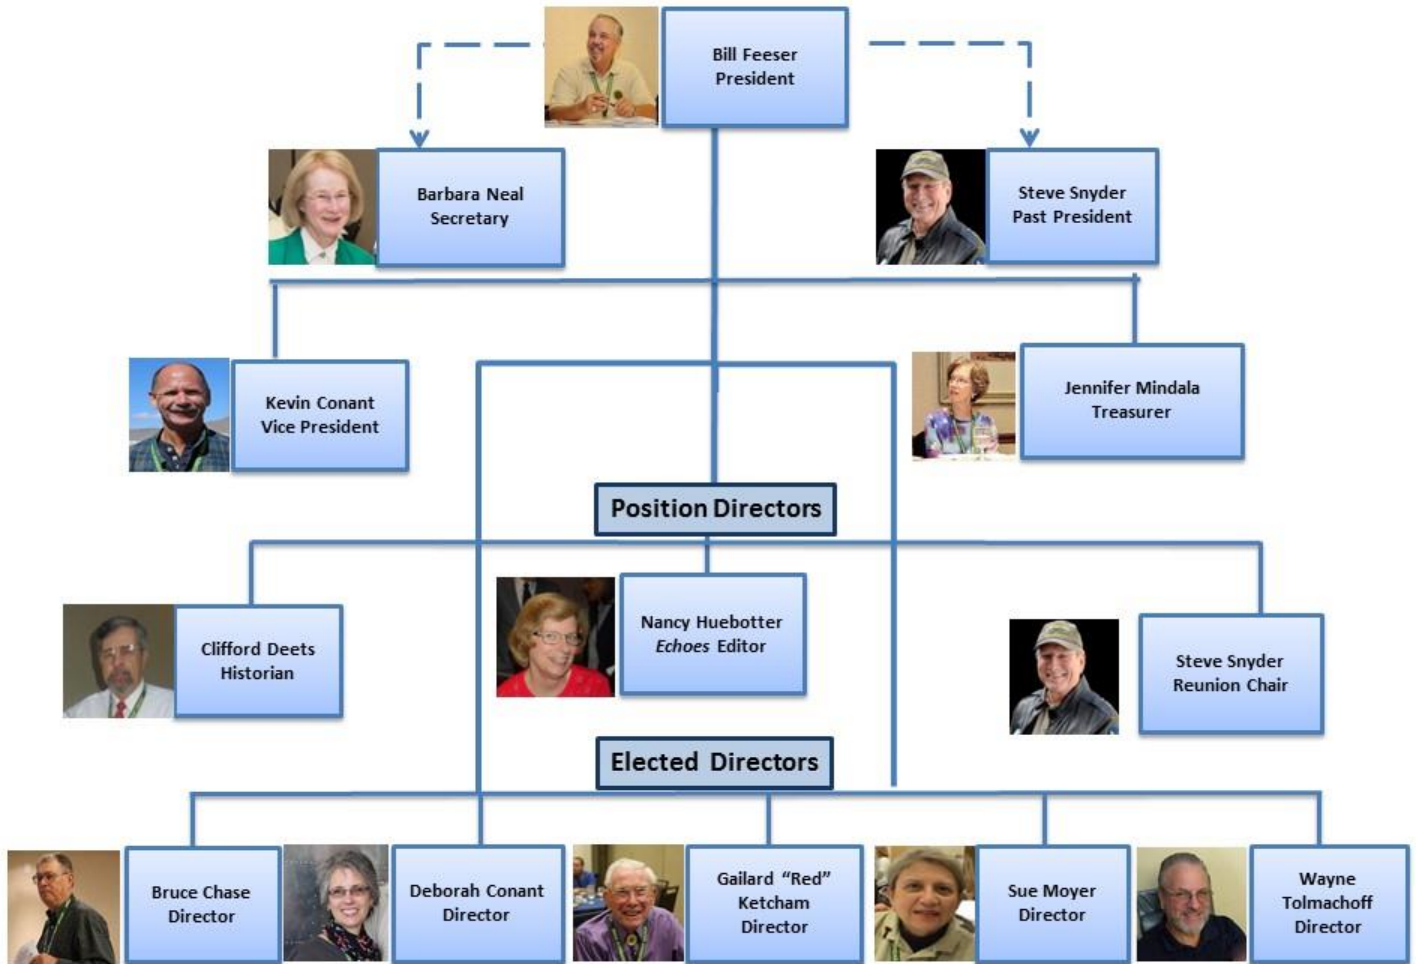 Bill Feeser
President
Barbara Neal
Secretary
Steve Snyder
Past President
Kevin Conant
Vice President
Jennifer Mindala
Treasurer
Position Directors
Clifford Deets
Historian
Nancy Huebotter
Echoes Editor
Steve Snyder
Reunion Chair
Elected Directors
Bruce Chase
Director
Deborah Conant
Director
Gailard “Red”
Ketcham
Director
Sue Moyer
Director
Wayne
Tolmachoff
Director